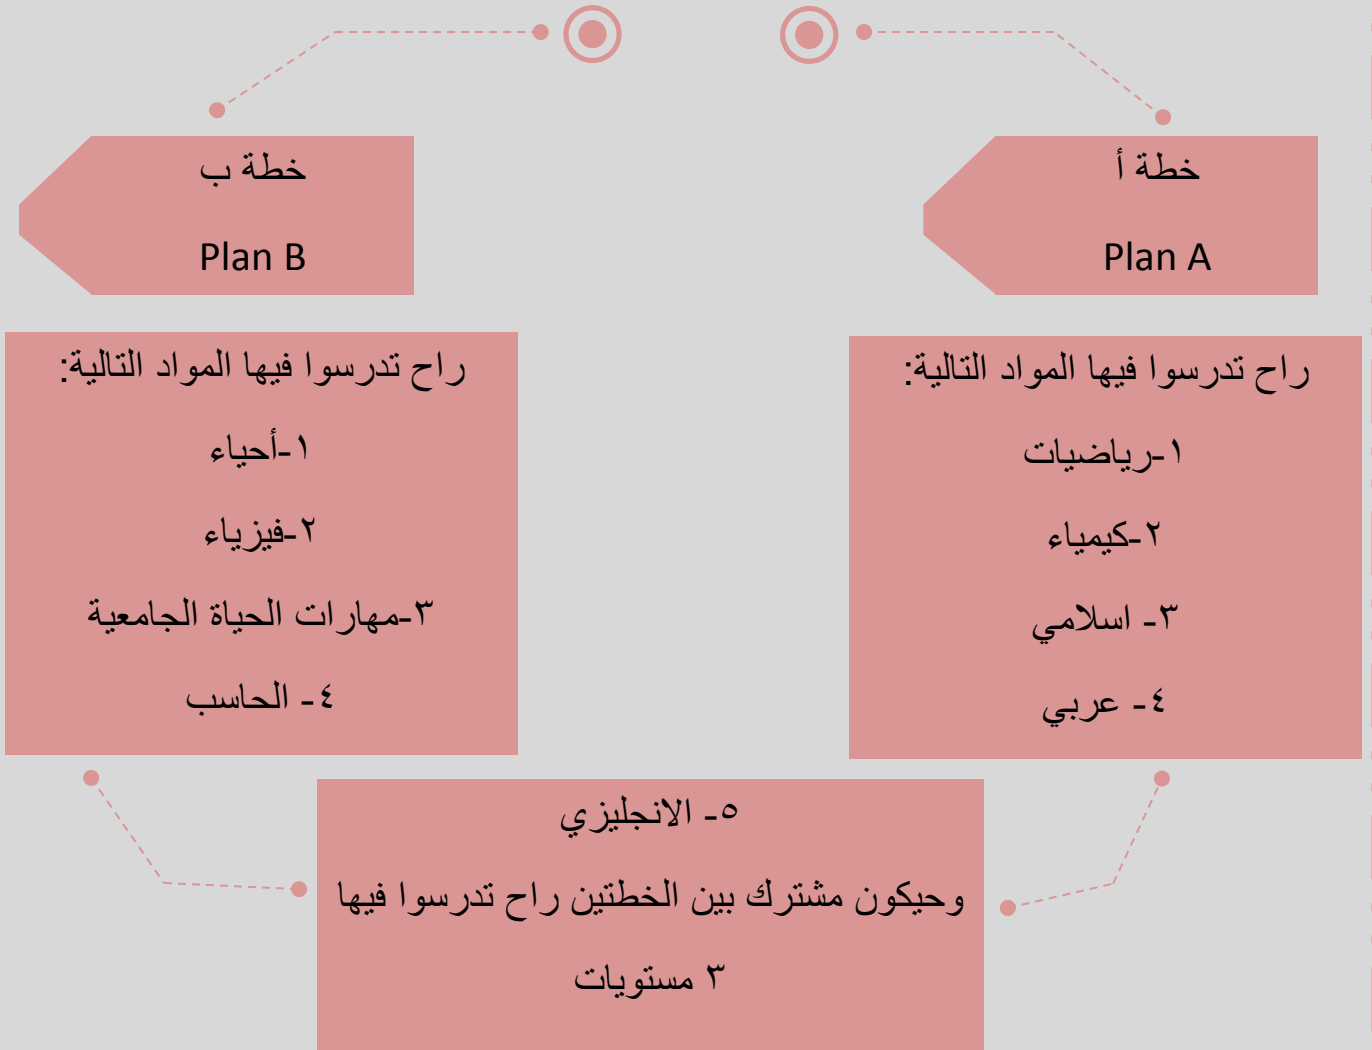 خطة أ
Plan A
راح تدرسوا فيها المواد التالية:
١-رياضيات
٢-كيمياء
٣- اسلامي
٤- عربي
خطة ب
Plan B
راح تدرسوا فيها المواد التالية:
١-أحياء
٢-فيزياء
٣-مهارات الحياة الجامعية
٤- الحاسب
٥- الانجليزي
وحيكون مشترك بين الخطتين راح تدرسوا فيها
٣ مستويات